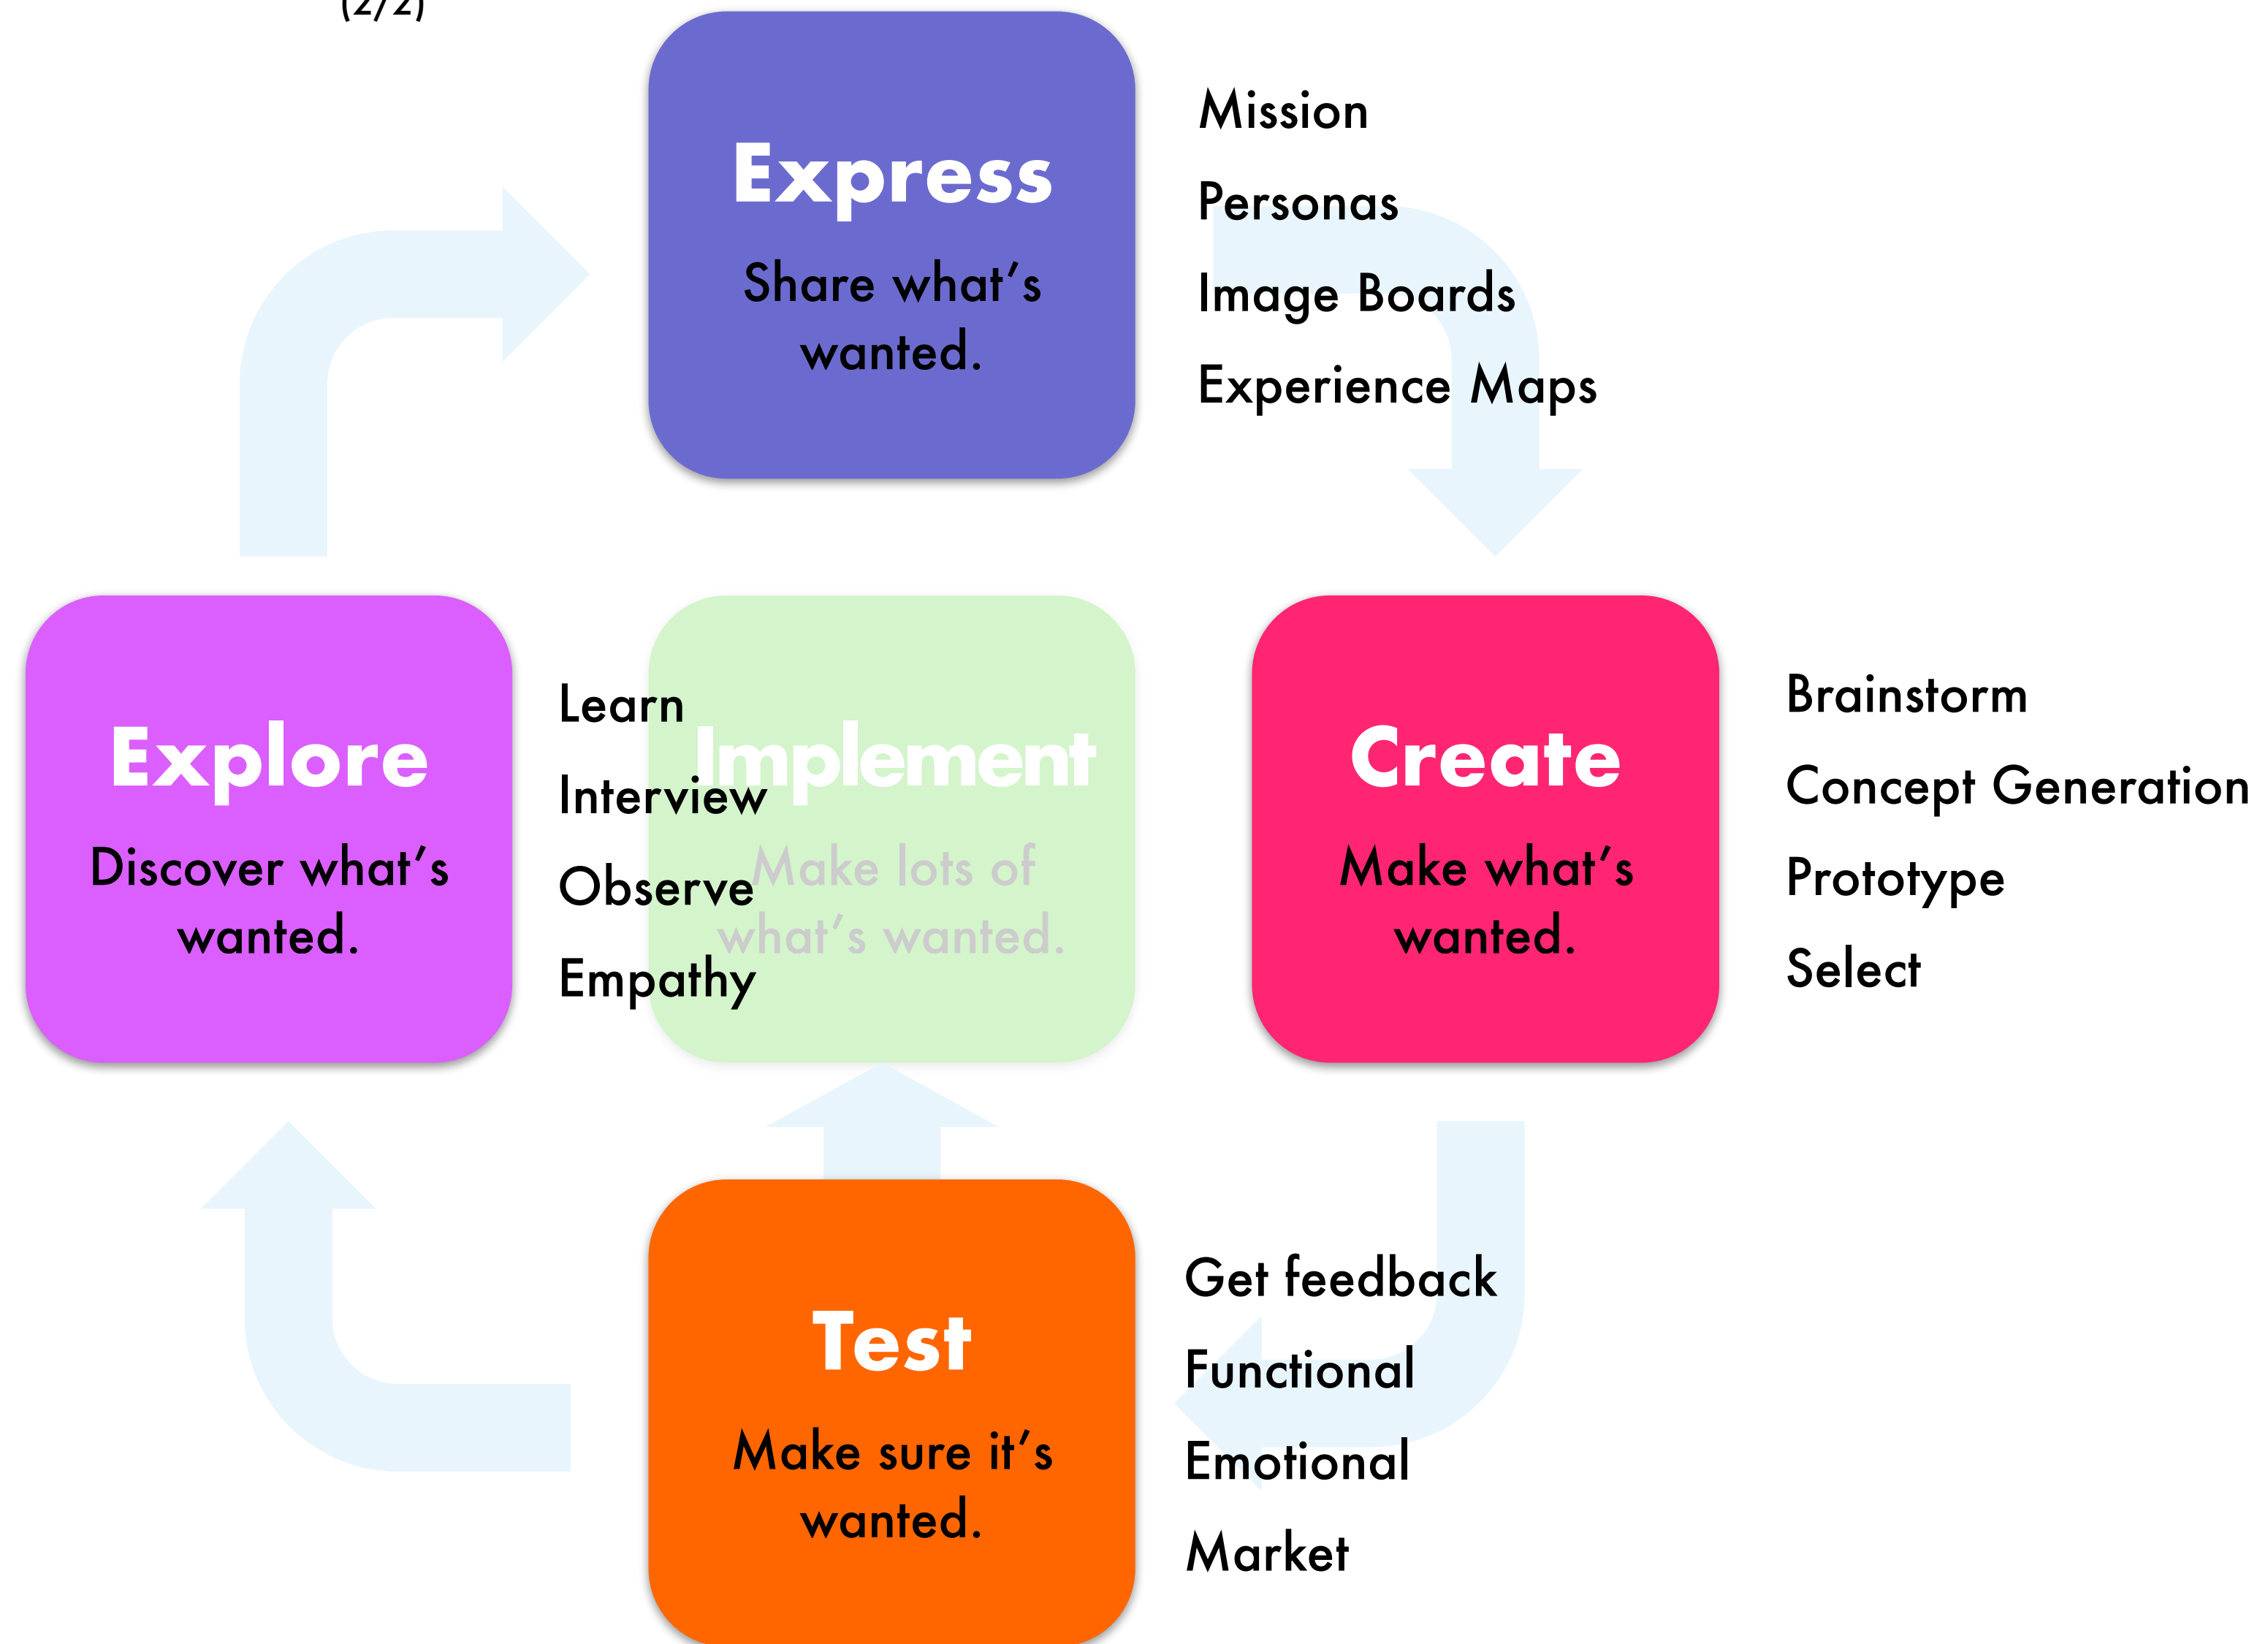 (2/2)
Express
Share what's
wanted.
Mission
Personas
Image Boards
Experience Maps
Explore
Discover what's
wanted.
Learn
Interview
Observe
Empathy
Implement
Make lots of
what's wanted.
Create
Make what's
wanted.
Brainstorm
Concept Generation
Prototype
Select
Test
Make sure it's
wanted.
Get feedback
Functional
Emotional
Market